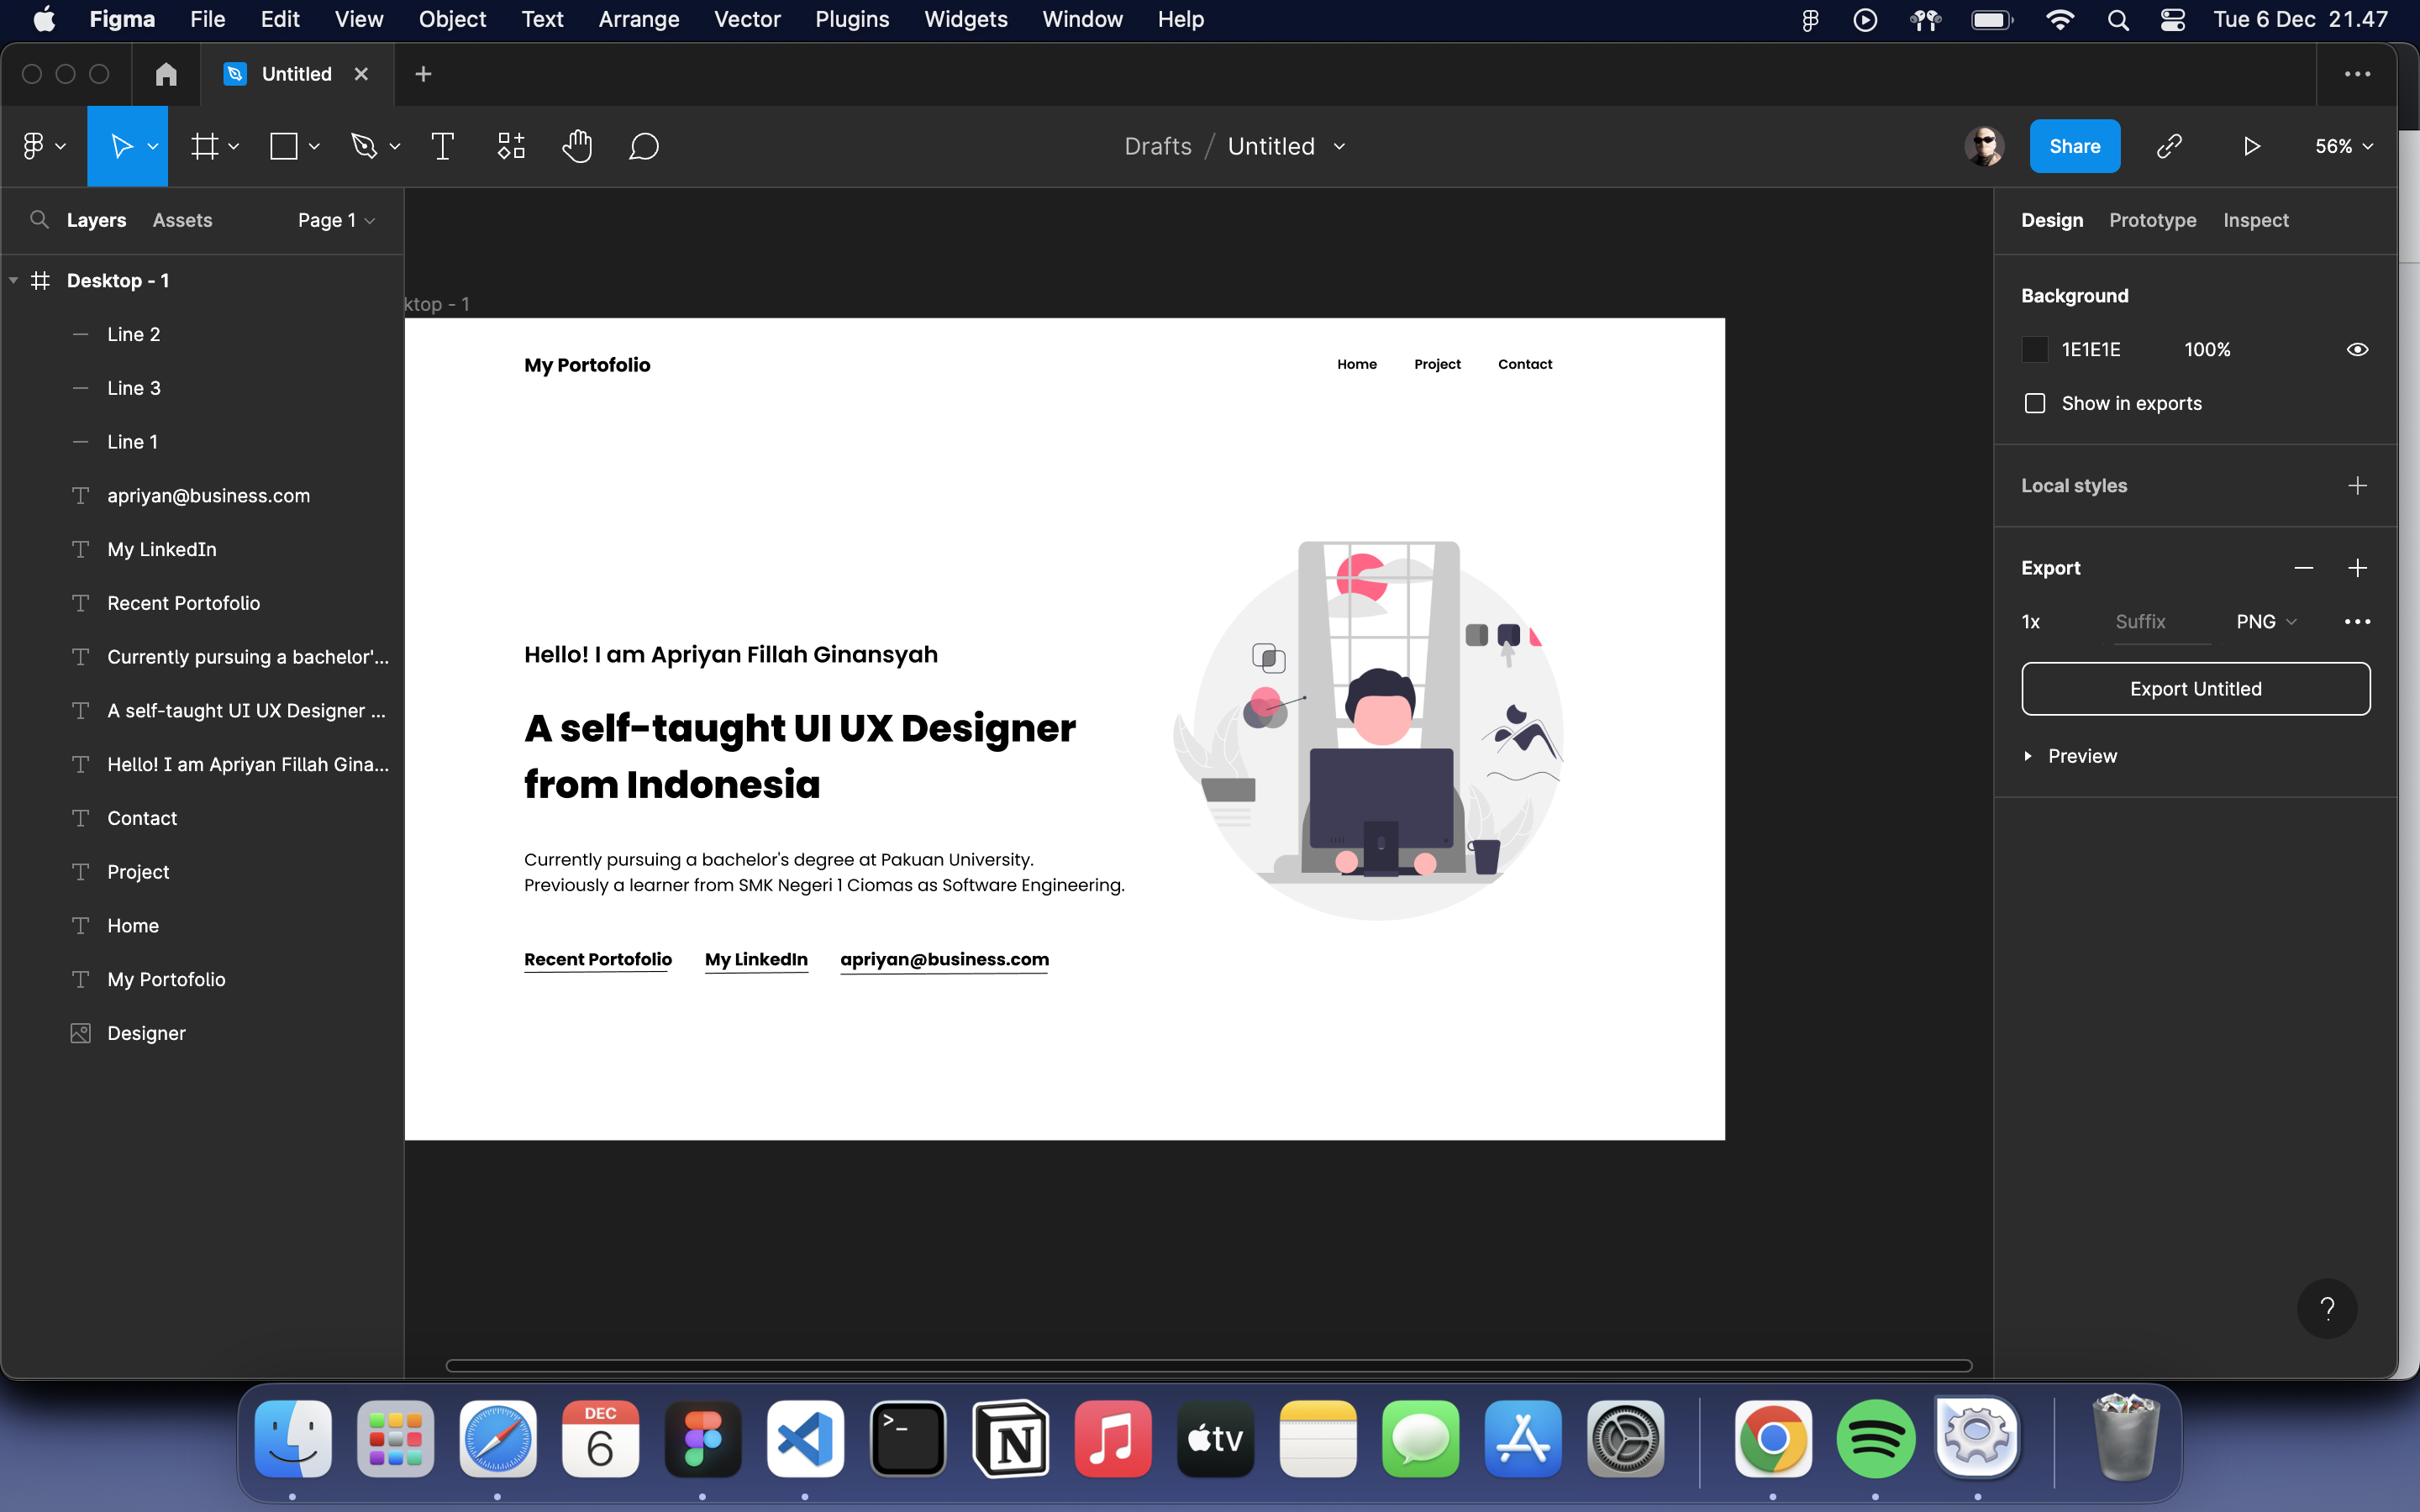 Figma File Edit View Object Text Arrange Vector Plugins Widgets Window Help Tue 6 Dec 21.47
Untitled
Drafts / Untitled
Share
56%
Layers Assets Page 1
Desktop - 1
Line 2
Line 3
Line 1
apriyan@business.com
My LinkedIn
Recent Portofolio
Currently pursuing a bachelor'...
A self-taught UI UX Designer ...
Hello! I am Apriyan Fillah Gina...
Contact
Project
Home
My Portofolio
Designer
ktop - 1
My Portofolio
Home Project Contact
Hello! I am Apriyan Fillah Ginansyah
A self-taught UI UX Designer
from Indonesia
Currently pursuing a bachelor's degree at Pakuan University.
Previously a learner from SMK Negeri 1 Ciomas as Software Engineering.
Recent Portofolio My LinkedIn apriyan@business.com
Design Prototype Inspect
Background
1E1E1E 100%
Show in exports
Local styles
Export
1x Suffix PNG
Export Untitled
Preview
?
DEC
6
>_
N
tv